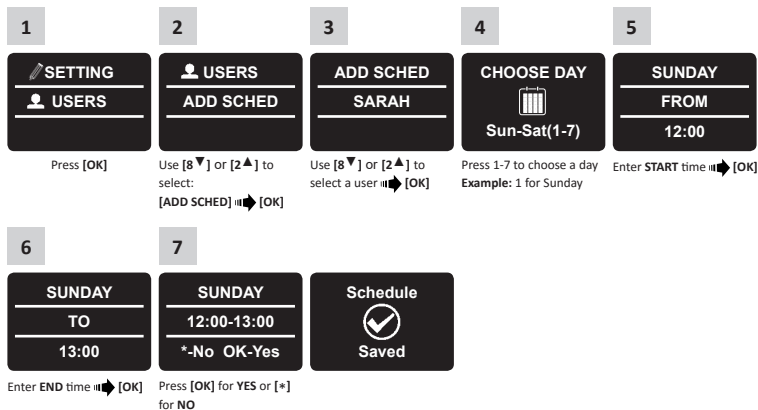 1
SETTING
USERS
Press [OK]
2
USERS
ADD SCHED
Use [8▼] or [2▲] to
select:
[ADD SCHED] [OK]
3
ADD SCHED
SARAH
Use [8▼] or [2▲] to
select a user [OK]
4
CHOOSE DAY
Sun-Sat(1-7)
Press 1-7 to choose a day
Example: 1 for Sunday
5
SUNDAY
FROM
12:00
Enter START time [OK]
6
SUNDAY
TO
13:00
Enter END time [OK]
7
SUNDAY
12:00-13:00
*-No OK-Yes
Press [OK] for YES or [*]
for NO
Schedule
Saved